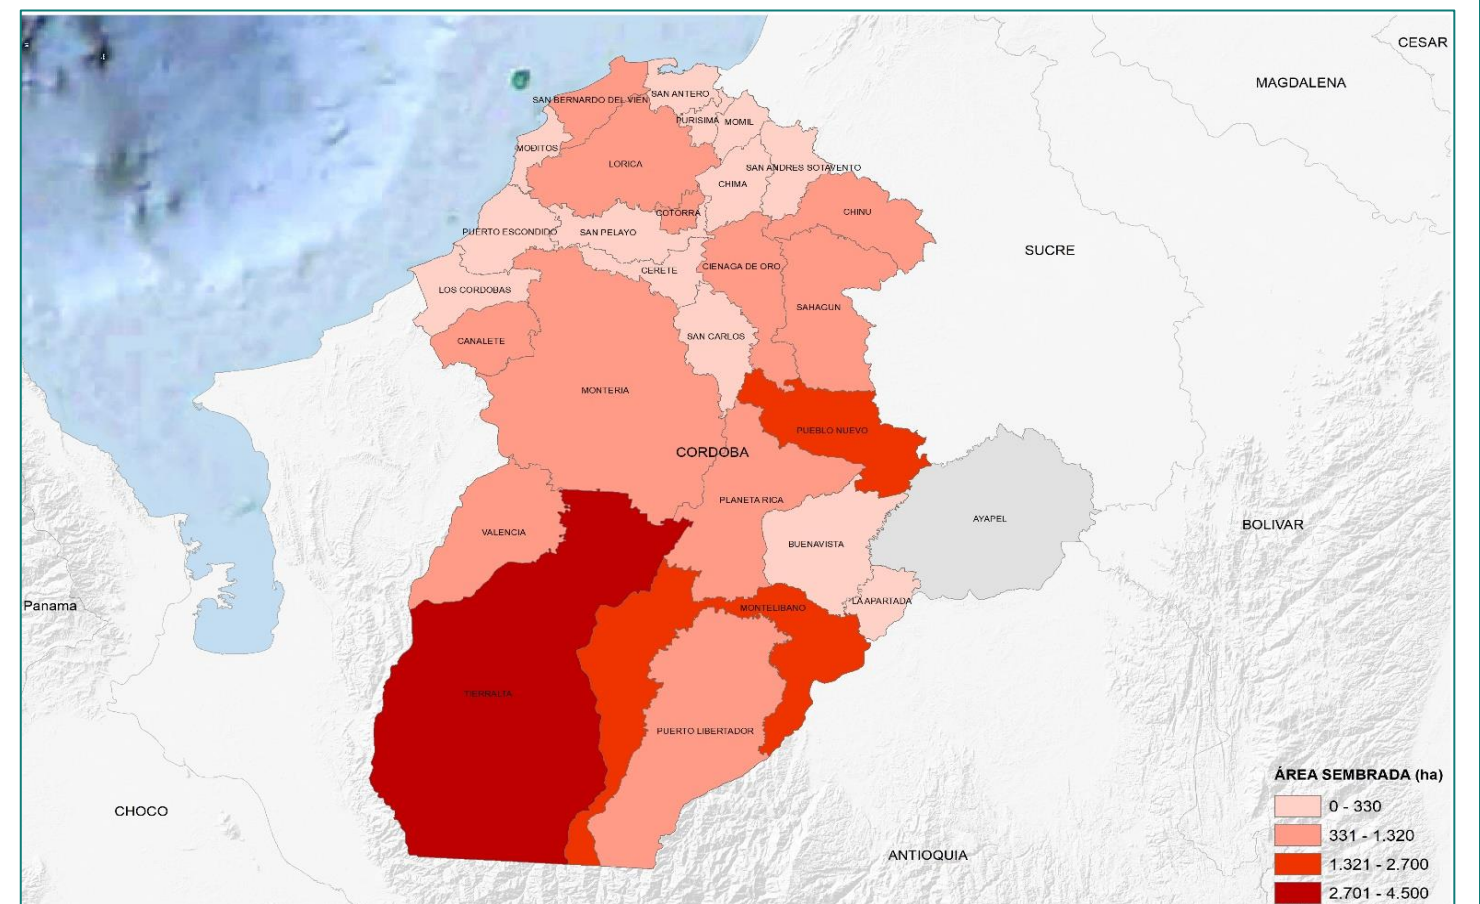 CESAR
MAGDALENA
SAN ANTERO
SAN BERNARDO DEL VIEN
PURISIMA
MOMIL
MOÐITOS
LORICA
SAN ANDRES SOTAVENTO
CHIMA
COTORRA
CHINU
PUERTO ESCONDIDO
SAN PELAYO
SUCRE
CERETE
CIENAGA DE ORO
LOS CORDOBAS
SAHAGUN
CANALETE
SAN CARLOS
MONTERIA
PUEBLO NUEVO
CORDOBA
PLANETA RICA
AYAPEL
BOLIVAR
VALENCIA
BUENAVISTA
LA APARTADA
Panama
MONTELIBANO
TIERRALTA
PUERTO LIBERTADOR
CHOCO
ANTIOQUIA
ÁREA SEMBRADA (ha)
0 - 330
331 - 1.320
1.321 - 2.700
2.701 - 4.500